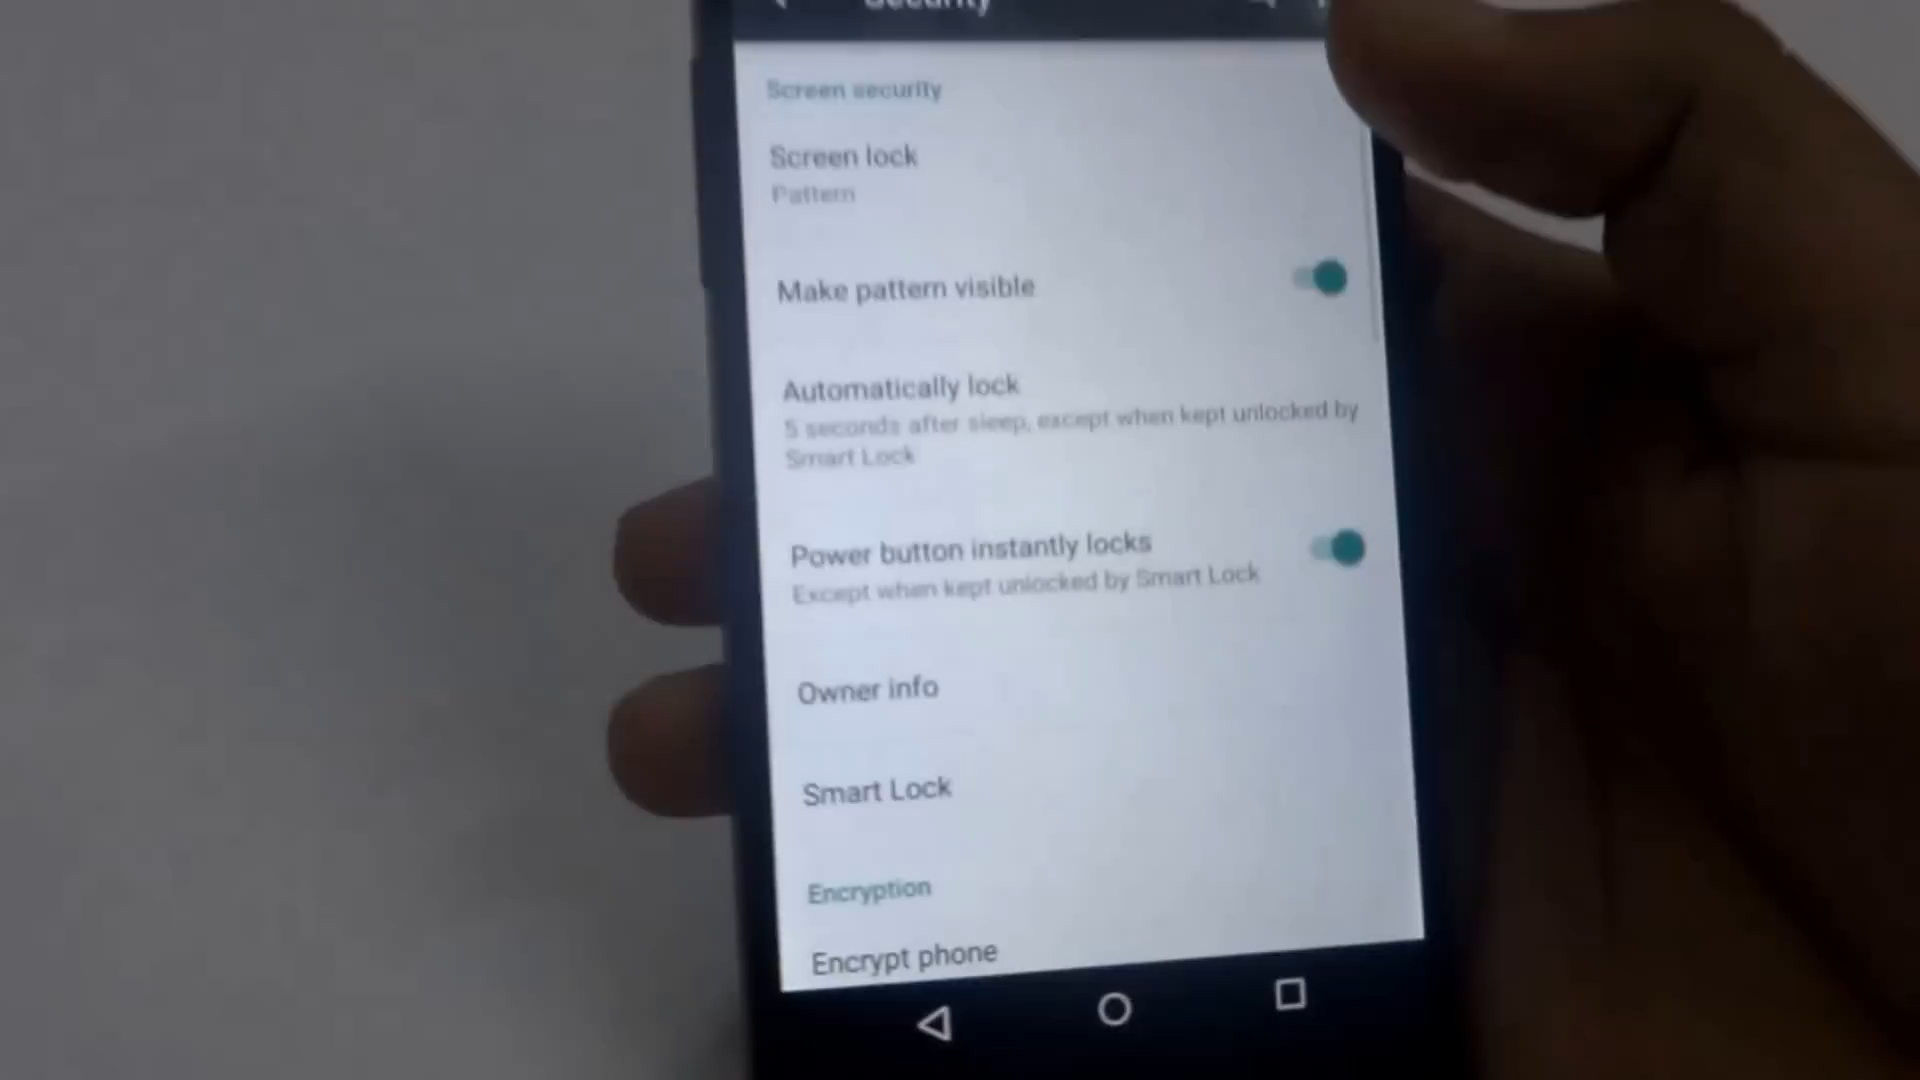 Security
Screen security
Screen lock
Pattern
Make pattern visible
Automatically lock
5 seconds after sleep, except when kept unlocked by
Smart Lock
Power button instantly locks
Except when kept unlocked by Smart Lock
Owner info
Smart Lock
Encryption
Encrypt phone